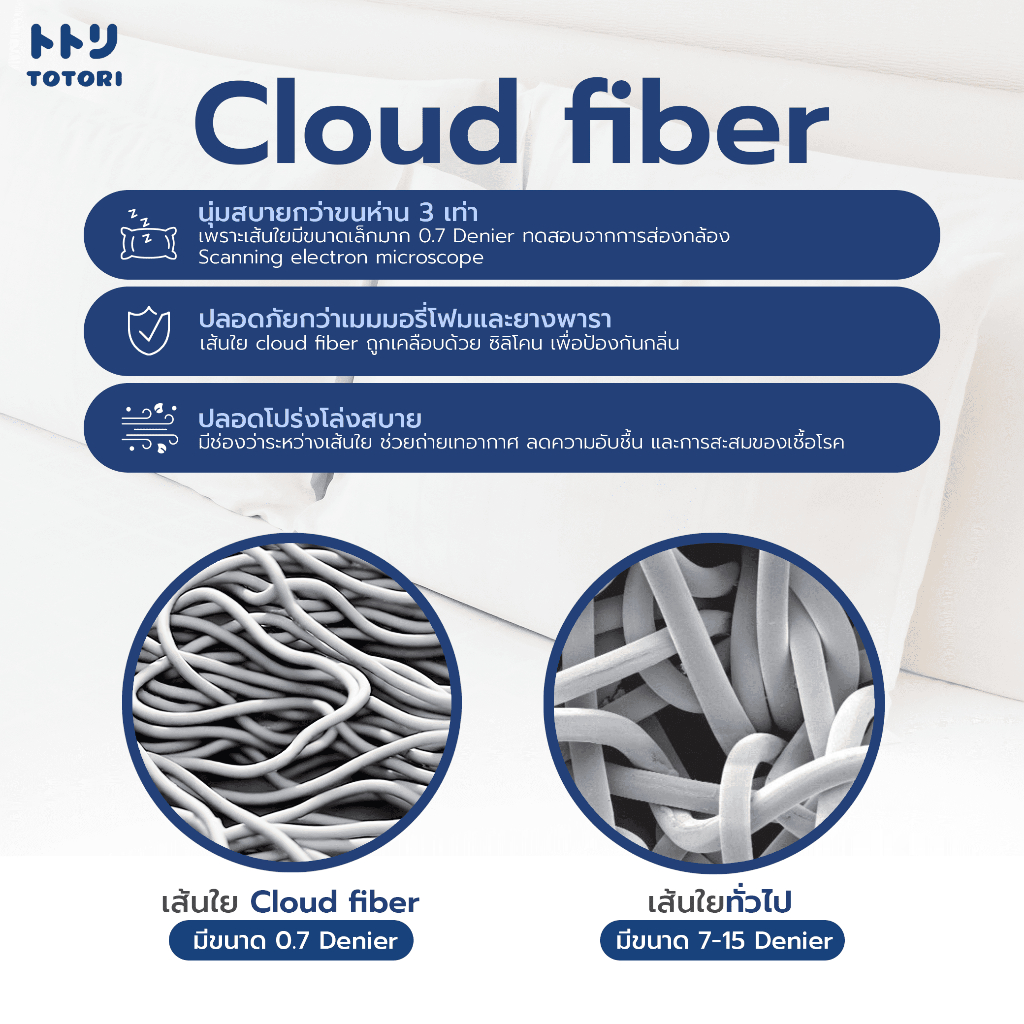 トトリ
TOTORI
Cloud fiber
z z z
นุ่มสบายกว่าขนห่าน 3 เท่า
เพราะเส้นใยมีขนาดเล็กมาก 0.7 Denier ทดสอบจากการส่องกล้อง
Scanning electron microscope
ปลอดภัยกว่าเมมมอรี่โฟมและยางพารา
เส้นใย cloud fiber ถูกเคลือบด้วย ซิลิโคน เพื่อป้องกันกลิ่น
ปลอดโปร่งโล่งสบาย
มีช่องว่าระหว่างเส้นใย ช่วยถ่ายเทอากาศ ลดความอับชื้น และการสะสมของเชื้อโรค
เส้นใย Cloud fiber
มีขนาด 0.7 Denier
เส้นใยทั่วไป
มีขนาด 7-15 Denier